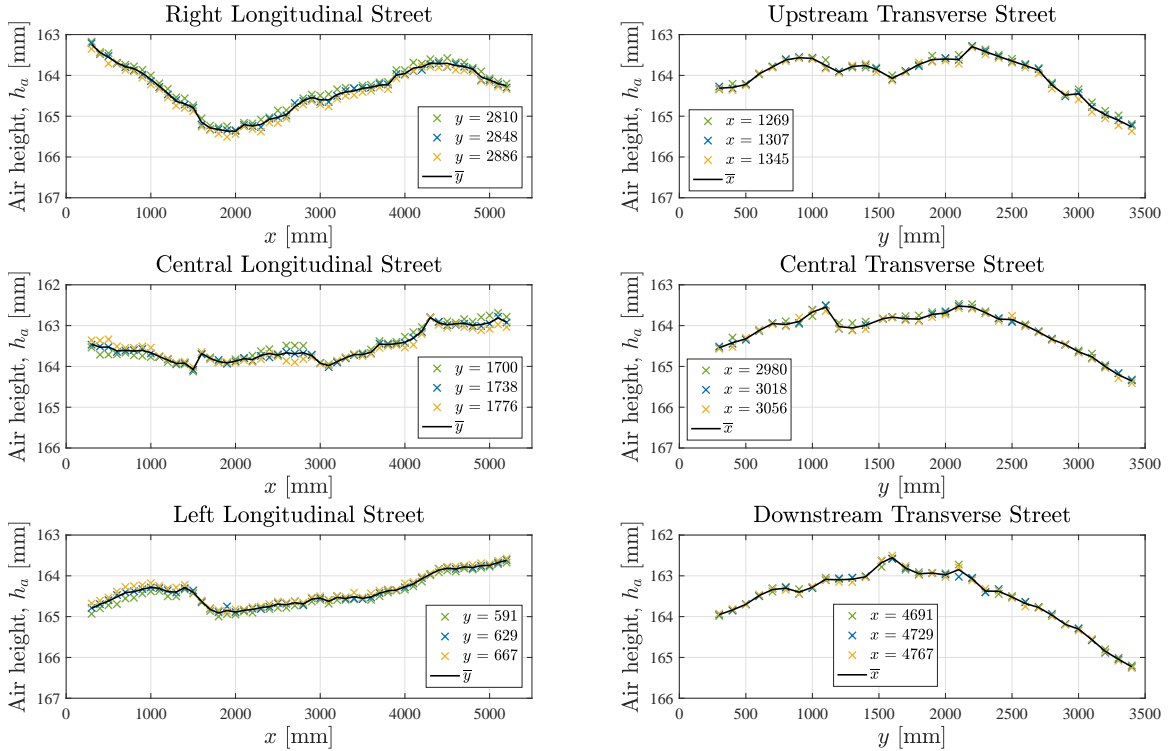 Right Longitudinal Street
Air height, hₐ [mm]
163
164
165
166
167
0 1000 2000 3000 4000 5000
x [mm]
y = 2810
y = 2848
y = 2886
y̅
Upstream Transverse Street
Air height, hₐ [mm]
163
164
165
166
167
0 500 1000 1500 2000 2500 3000 3500
y [mm]
x = 1269
x = 1307
x = 1345
x̅
Central Longitudinal Street
Air height, hₐ [mm]
162
163
164
165
166
0 1000 2000 3000 4000 5000
x [mm]
y = 1700
y = 1738
y = 1776
y̅
Central Transverse Street
Air height, hₐ [mm]
163
164
165
166
167
0 500 1000 1500 2000 2500 3000 3500
y [mm]
x = 2980
x = 3018
x = 3056
x̅
Left Longitudinal Street
Air height, hₐ [mm]
163
164
165
166
167
0 1000 2000 3000 4000 5000
x [mm]
y = 591
y = 629
y = 667
y̅
Downstream Transverse Street
Air height, hₐ [mm]
162
163
164
165
166
0 500 1000 1500 2000 2500 3000 3500
y [mm]
x = 4691
x = 4729
x = 4767
x̅